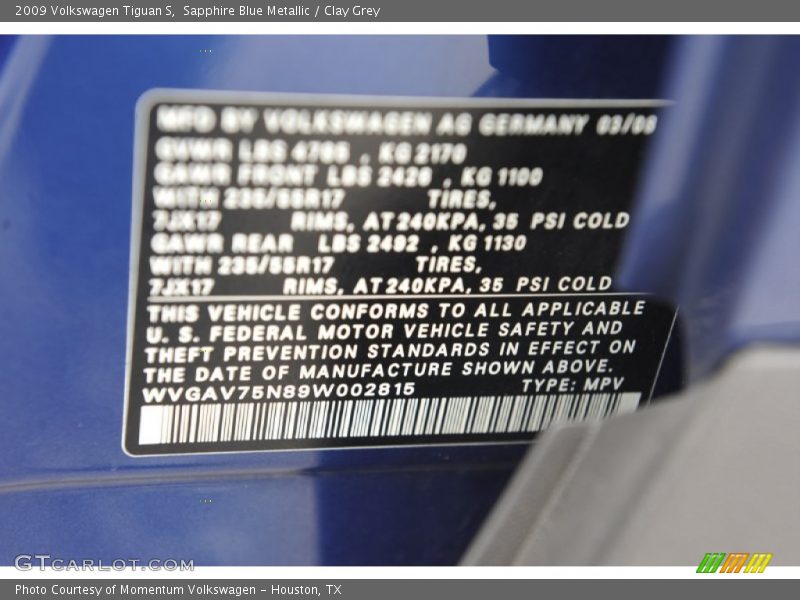 2009 Volkswagen Tiguan S,  Sapphire Blue Metallic / Clay Grey
MFG BY VOLKSWAGEN AG GERMANY 03/08
GVWR LBS 4786 , KG 2170
GAWR FRONT LBS 2426 , KG 1100
WITH 235/55R17 TIRES,
7JX17 RIMS, AT 240KPA, 35 PSI COLD
GAWR REAR LBS 2492 , KG 1130
WITH 235/55R17 TIRES,
7JX17 RIMS, AT 240KPA, 35 PSI COLD
THIS VEHICLE CONFORMS TO ALL APPLICABLE
U. S. FEDERAL MOTOR VEHICLE SAFETY AND
THEFT PREVENTION STANDARDS IN EFFECT ON
THE DATE OF MANUFACTURE SHOWN ABOVE.
WVGAV75N89W002815 TYPE: MPV
GTCARLOT.COM
Photo Courtesy of Momentum Volkswagen - Houston, TX